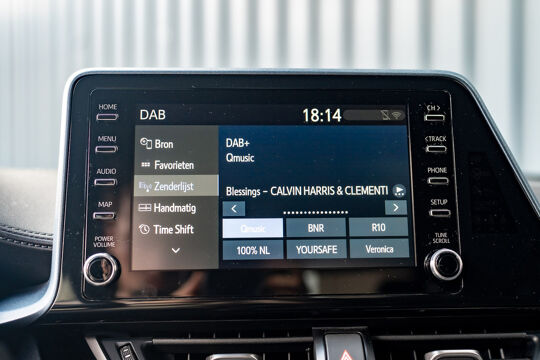 HOME
DAB
18:14
CH >
MENU
< TRACK
AUDIO
PHONE
MAP
SETUP
POWER
VOLUME
TUNE
SCROLL
Bron
Favorieten
Zenderlijst
Handmatig
Time Shift
DAB+
Qmusic
Blessings – CALVIN HARRIS & CLEMENTI
Qmusic
BNR
R10
100% NL
YOURSAFE
Veronica